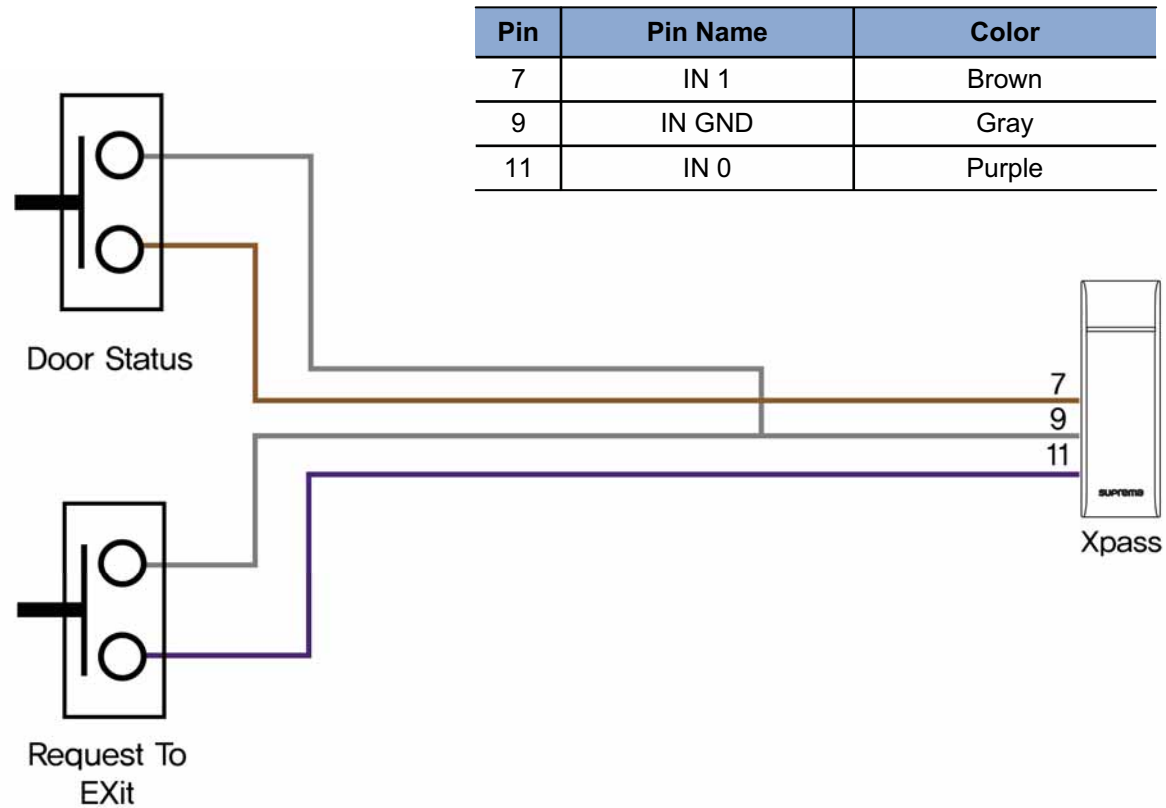 Pin Pin Name Color
7 IN 1 Brown
9 IN GND Gray
11 IN 0 Purple
Door Status
7
9
11
suprema
Xpass
Request To
EXit